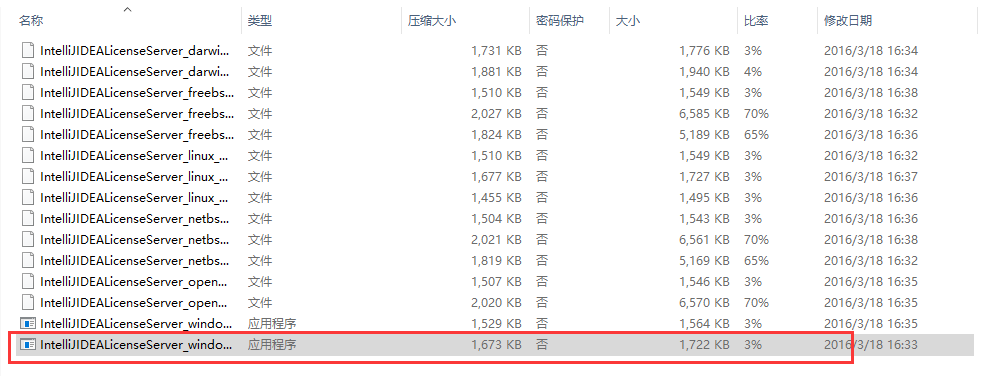 名称 类型 压缩大小 密码保护 大小 比率 修改日期
IntelliJIDEALicenseServer_darwi... 文件 1,731 KB 否 1,776 KB 3% 2016/3/18 16:34
IntelliJIDEALicenseServer_darwi... 文件 1,881 KB 否 1,940 KB 4% 2016/3/18 16:34
IntelliJIDEALicenseServer_freebs... 文件 1,510 KB 否 1,549 KB 3% 2016/3/18 16:38
IntelliJIDEALicenseServer_freebs... 文件 2,027 KB 否 6,585 KB 70% 2016/3/18 16:32
IntelliJIDEALicenseServer_freebs... 文件 1,824 KB 否 5,189 KB 65% 2016/3/18 16:36
IntelliJIDEALicenseServer_linux_... 文件 1,510 KB 否 1,549 KB 3% 2016/3/18 16:32
IntelliJIDEALicenseServer_linux_... 文件 1,677 KB 否 1,727 KB 3% 2016/3/18 16:37
IntelliJIDEALicenseServer_linux_... 文件 1,455 KB 否 1,495 KB 3% 2016/3/18 16:36
IntelliJIDEALicenseServer_netbs... 文件 1,504 KB 否 1,543 KB 3% 2016/3/18 16:36
IntelliJIDEALicenseServer_netbs... 文件 2,021 KB 否 6,561 KB 70% 2016/3/18 16:38
IntelliJIDEALicenseServer_netbs... 文件 1,819 KB 否 5,169 KB 65% 2016/3/18 16:32
IntelliJIDEALicenseServer_open... 文件 1,507 KB 否 1,546 KB 3% 2016/3/18 16:35
IntelliJIDEALicenseServer_open... 文件 2,020 KB 否 6,570 KB 70% 2016/3/18 16:35
IntelliJIDEALicenseServer_windo... 应用程序 1,529 KB 否 1,564 KB 3% 2016/3/18 16:35
IntelliJIDEALicenseServer_windo... 应用程序 1,673 KB 否 1,722 KB 3% 2016/3/18 16:33